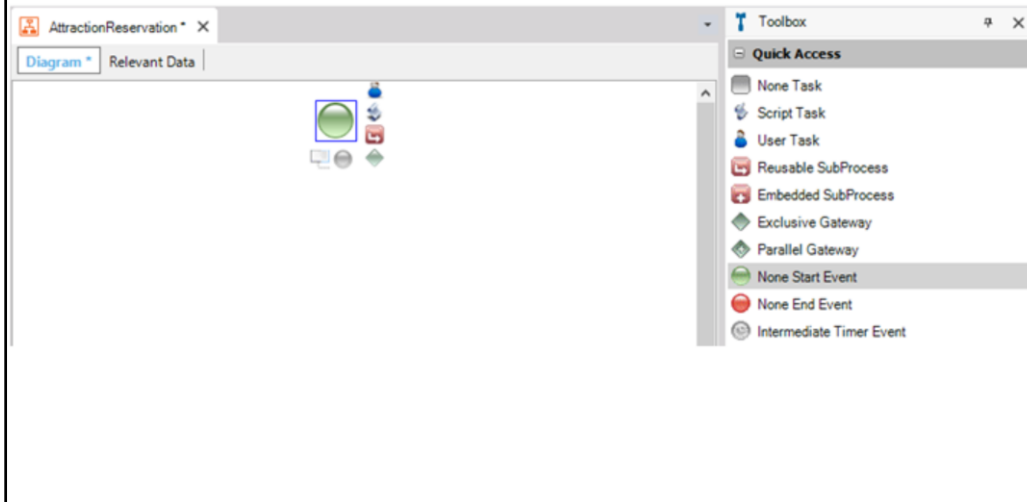 AttractionReservation *
Diagram *
Relevant Data
Toolbox
Quick Access
None Task
Script Task
User Task
Reusable SubProcess
Embedded SubProcess
Exclusive Gateway
Parallel Gateway
None Start Event
None End Event
Intermediate Timer Event